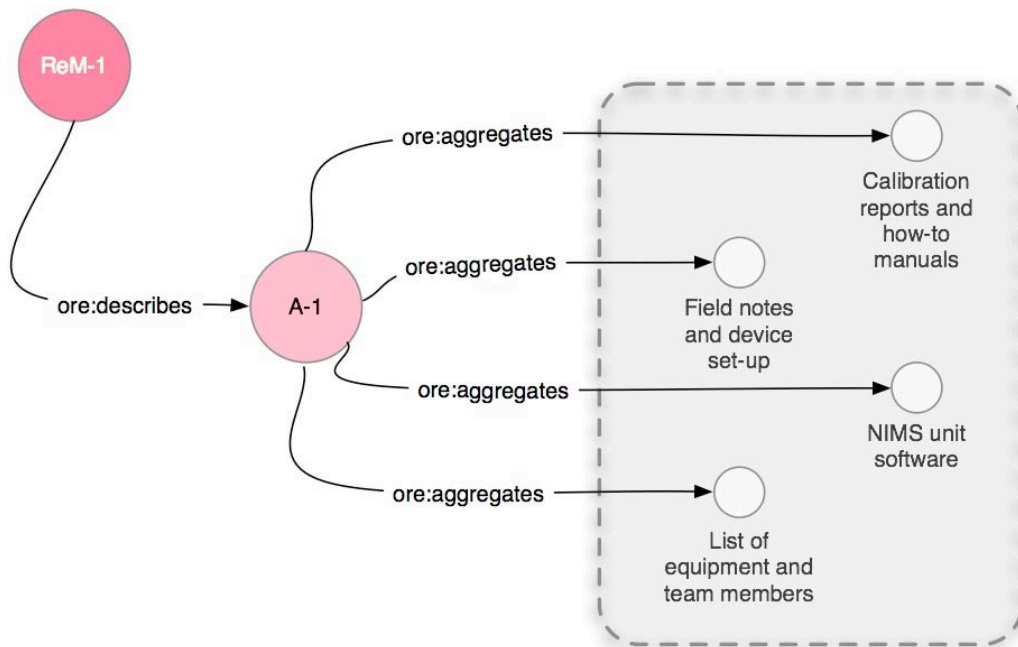 ReM-1
ore:aggregates
Calibration
reports and
how-to
manuals
ore:aggregates
Field notes
and device
set-up
ore:describes
A-1
ore:aggregates
NIMS unit
software
ore:aggregates
List of
equipment and
team members